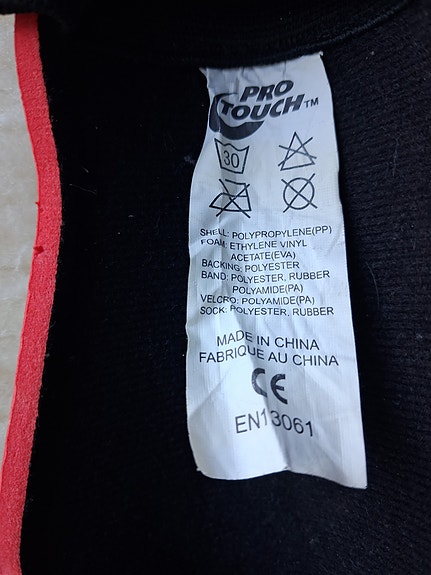 PRO
TOUCH™
30
SHELL: POLYPROPYLENE(PP)
FOAM: ETHYLENE VINYL
ACETATE(EVA)
BACKING: POLYESTER
BAND: POLYESTER, RUBBER
POLYAMIDE(PA)
VELCRO: POLYAMIDE(PA)
SOCK: POLYESTER, RUBBER
MADE IN CHINA
FABRIQUE AU CHINA
CE
EN13061